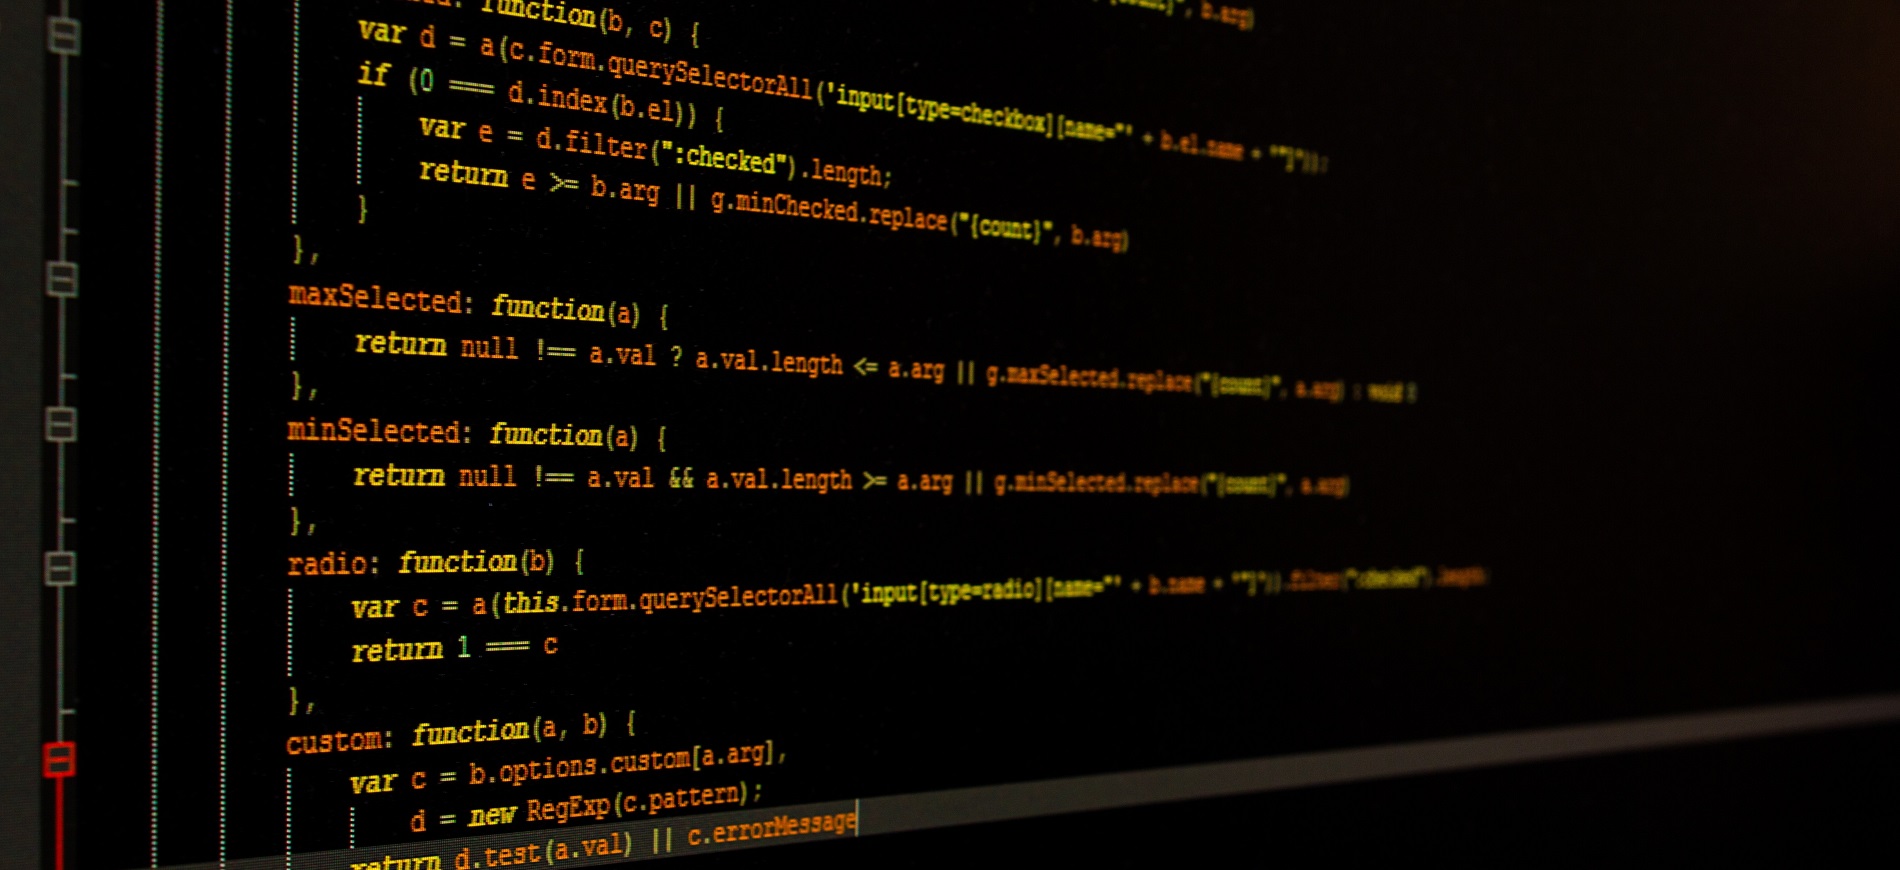 {count}", b.arg)
function(b, c) {
var d = a(c.form.querySelectorAll('input[type=checkbox][name="' + b.el.name + '"]'));
if (0 === d.index(b.el)) {
var e = d.filter(":checked").length;
return e >= b.arg || g.minChecked.replace("{count}", b.arg)
}
},
maxSelected: function(a) {
return null !== a.val ? a.val.length <= a.arg || g.maxSelected.replace("{count}", a.arg) : void
},
minSelected: function(a) {
return null !== a.val && a.val.length >= a.arg || g.minSelected.replace("{count}", a.arg)
},
radio: function(b) {
var c = a(this.form.querySelectorAll('input[type=radio][name="' + b.name + '"]')).filter(":checked").length;
return 1 === c
},
custom: function(a, b) {
var c = b.options.custom[a.arg],
d = new RegExp(c.pattern);
return d.test(a.val) || c.errorMessage